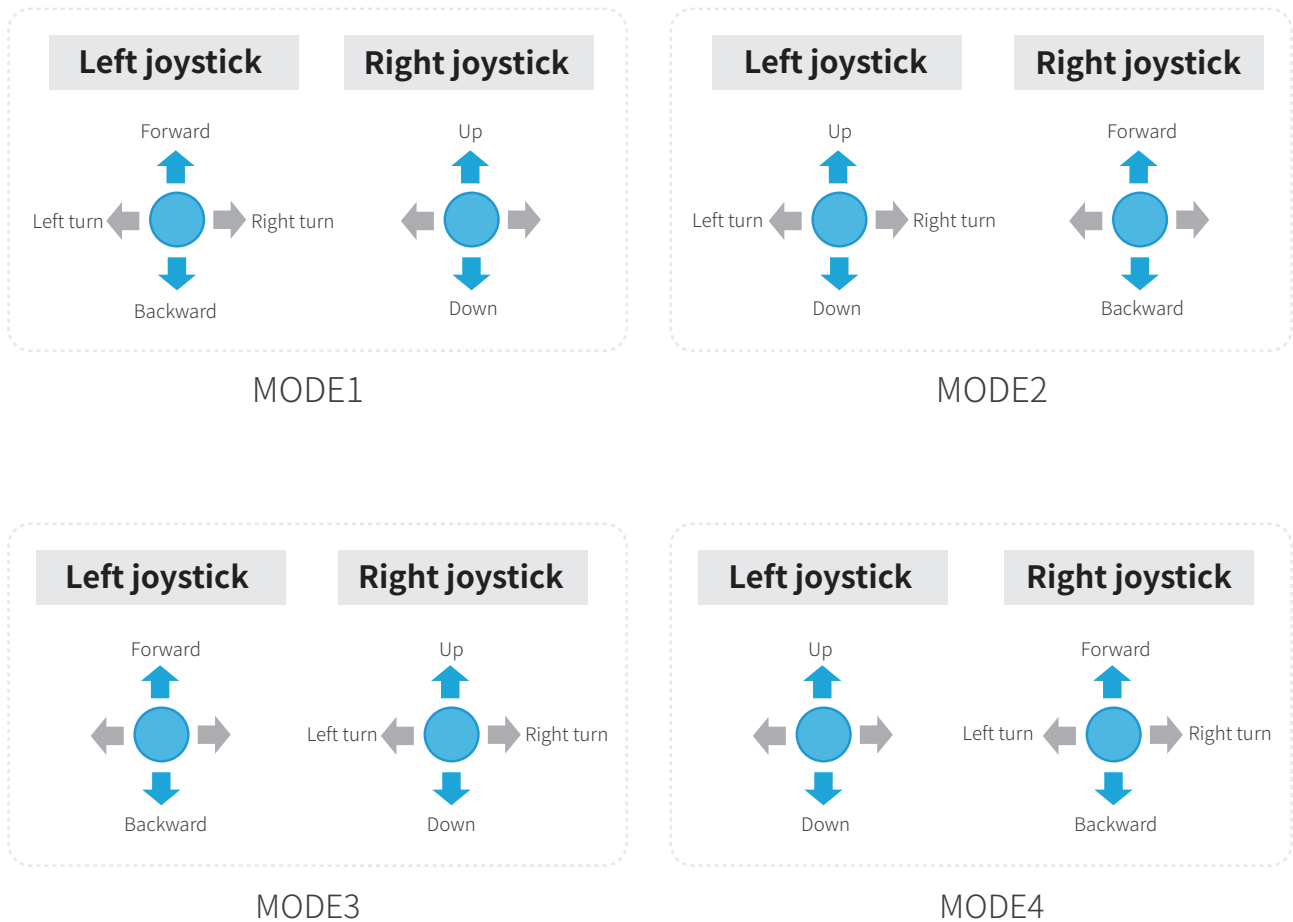 Left joystick
Right joystick
Forward
Up
Left turn
Right turn
Backward
Down
MODE1
Left joystick
Right joystick
Up
Forward
Left turn
Right turn
Down
Backward
MODE2
Left joystick
Right joystick
Forward
Up
Left turn
Right turn
Backward
Down
MODE3
Left joystick
Right joystick
Up
Forward
Left turn
Right turn
Down
Backward
MODE4